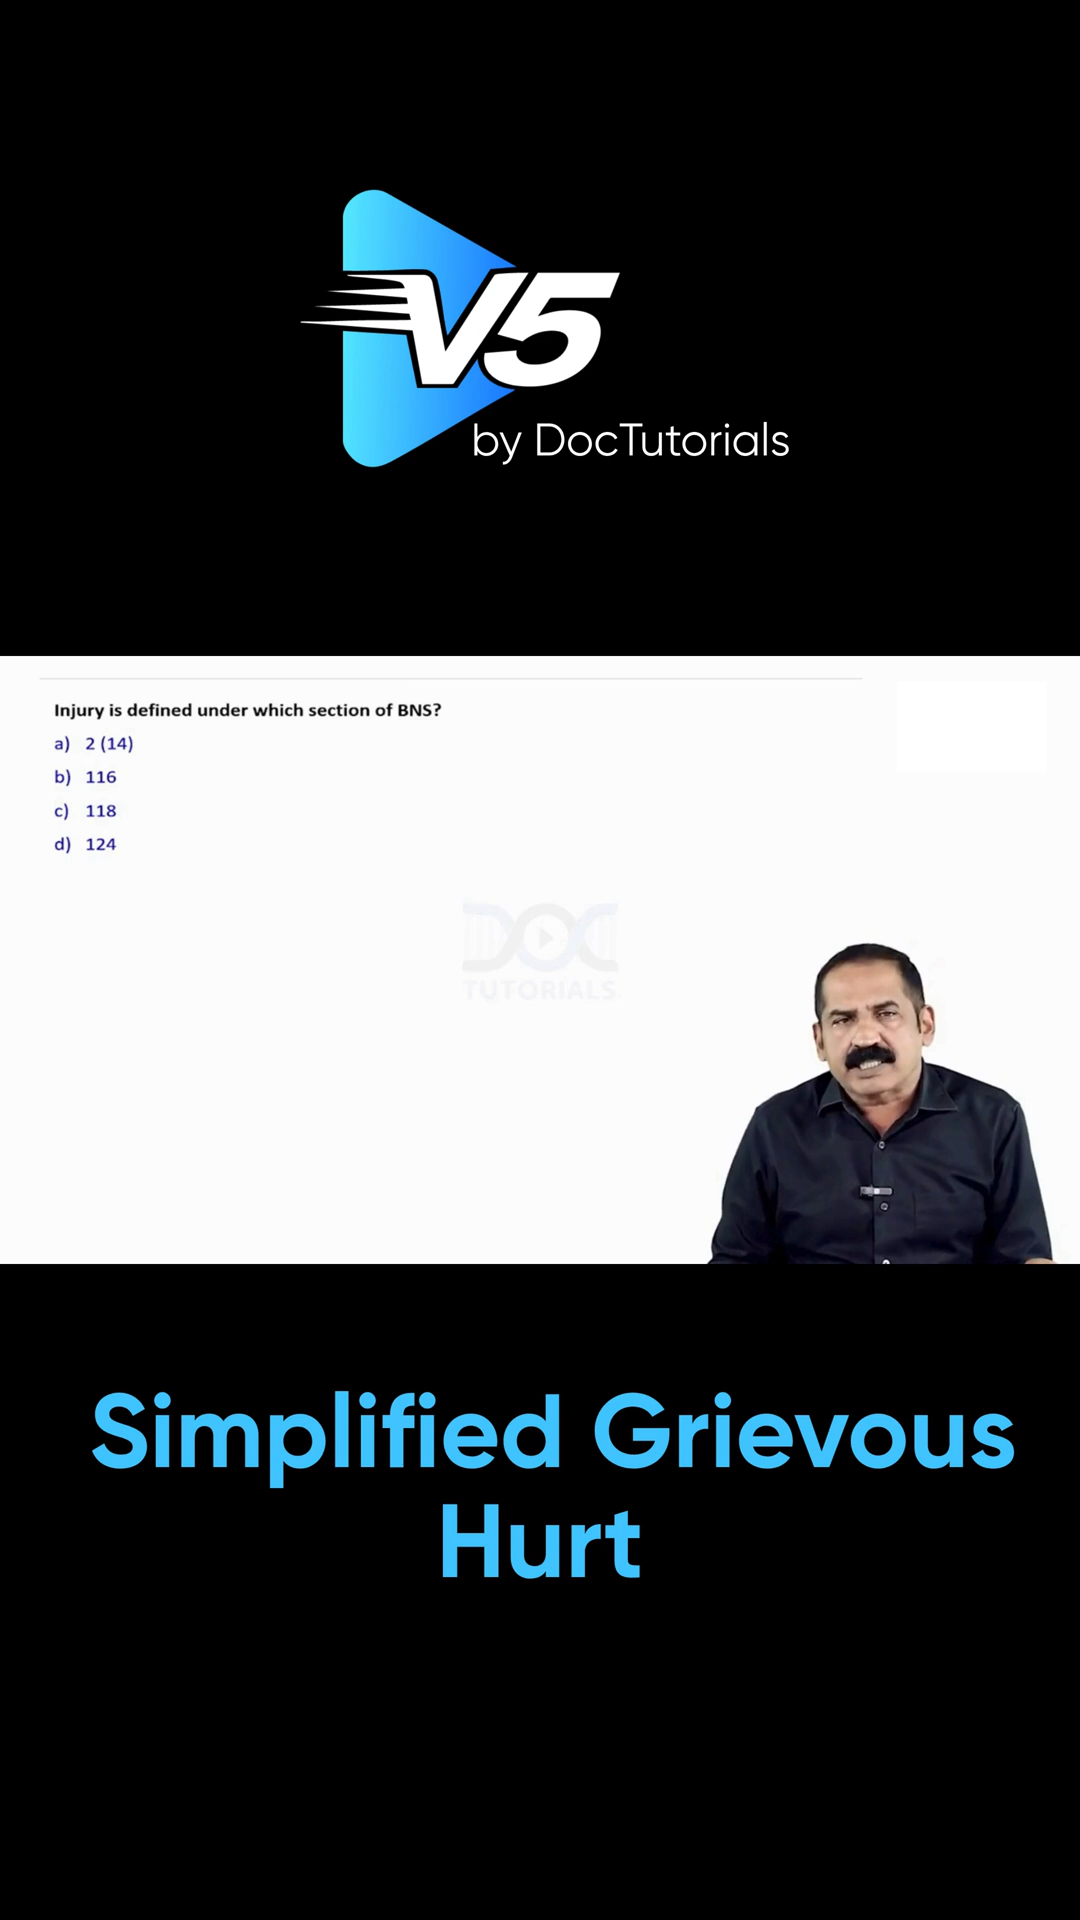 V5
by DocTutorials
Injury is defined under which section of BNS?
a) 2 (14)
b) 116
c) 118
d) 124
DOC
TUTORIALS
Simplified Grievous
Hurt